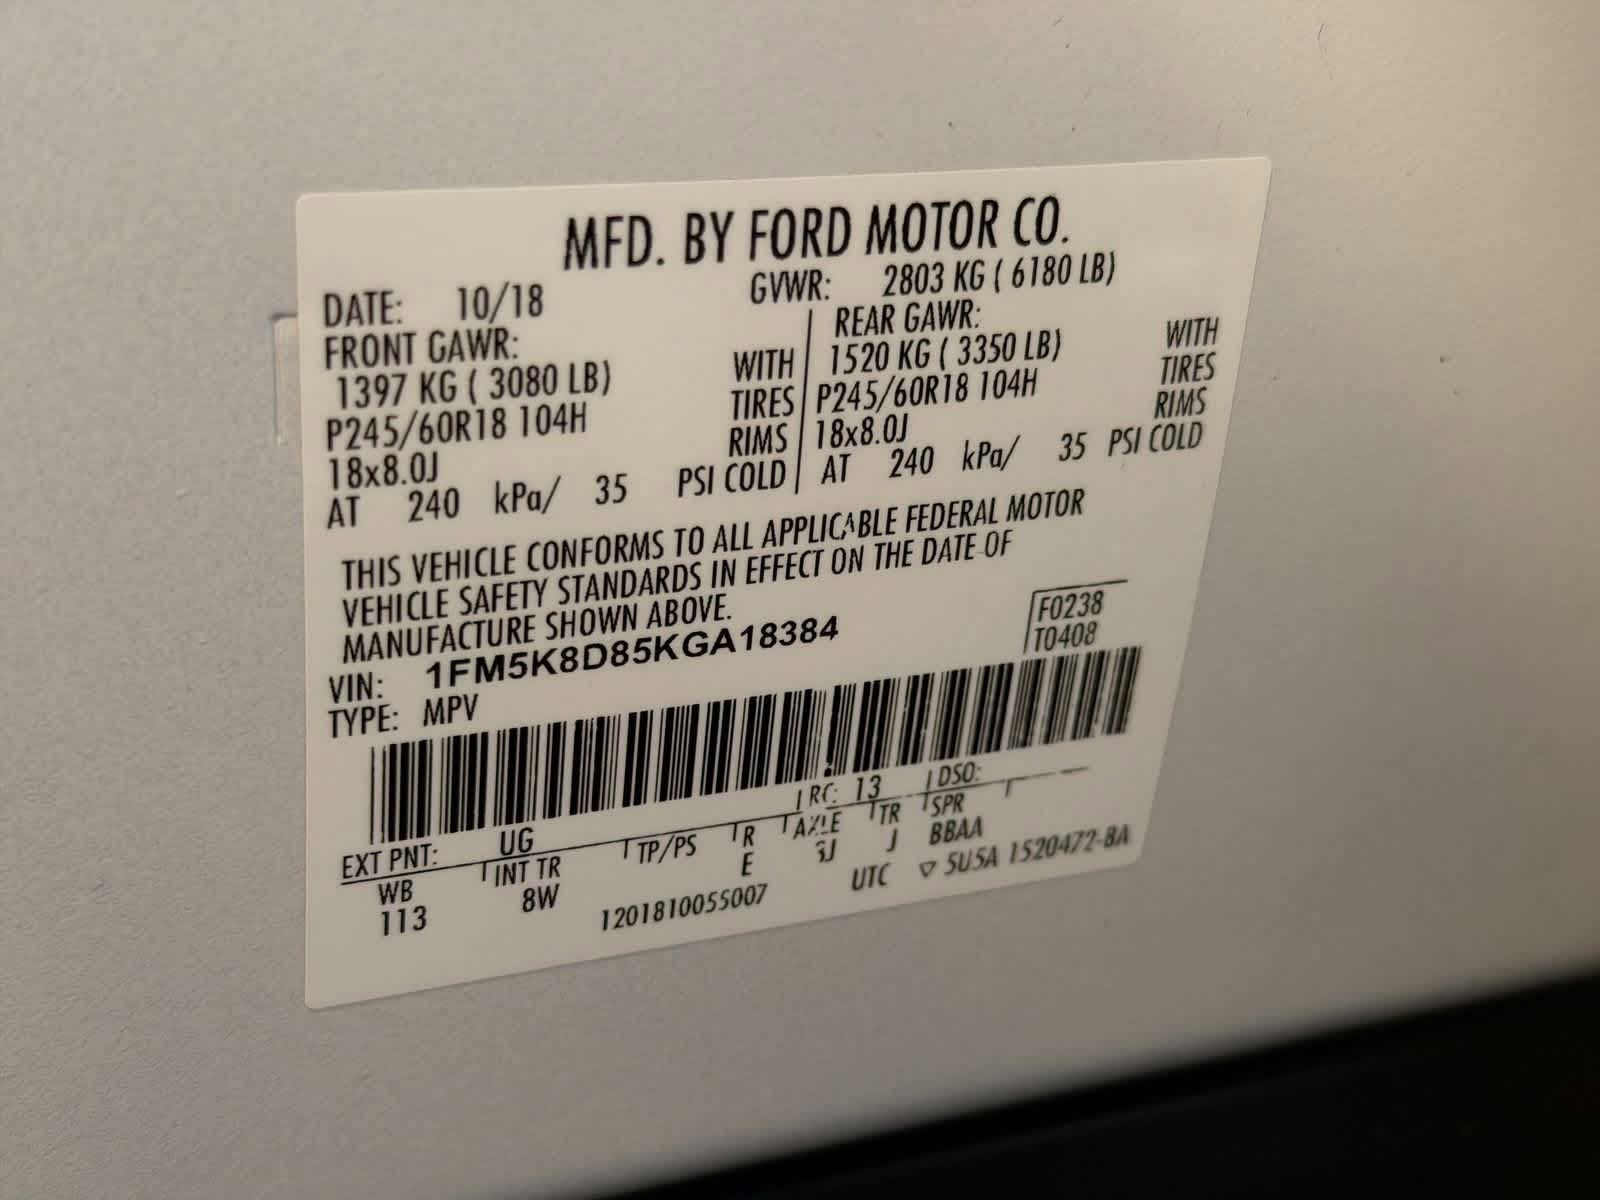 MFD. BY FORD MOTOR CO.
DATE: 10/18 GVWR: 2803 KG ( 6180 LB)
FRONT GAWR: REAR GAWR:
1397 KG ( 3080 LB) WITH 1520 KG ( 3350 LB) WITH
P245/60R18 104H TIRES P245/60R18 104H TIRES
18x8.0J RIMS 18x8.0J RIMS
AT 240 kPa/ 35 PSI COLD AT 240 kPa/ 35 PSI COLD
THIS VEHICLE CONFORMS TO ALL APPLICABLE FEDERAL MOTOR
VEHICLE SAFETY STANDARDS IN EFFECT ON THE DATE OF
MANUFACTURE SHOWN ABOVE.
F0238
VIN: 1FM5K8D85KGA18384 T0408
TYPE: MPV
EXT PNT: UG RC: 13 DSO:
WB INT TR TP/PS R AXLE TR SPR
113 8W E J BBAA
1201810055007 UTC ▽ 5U5A 1520472-BA